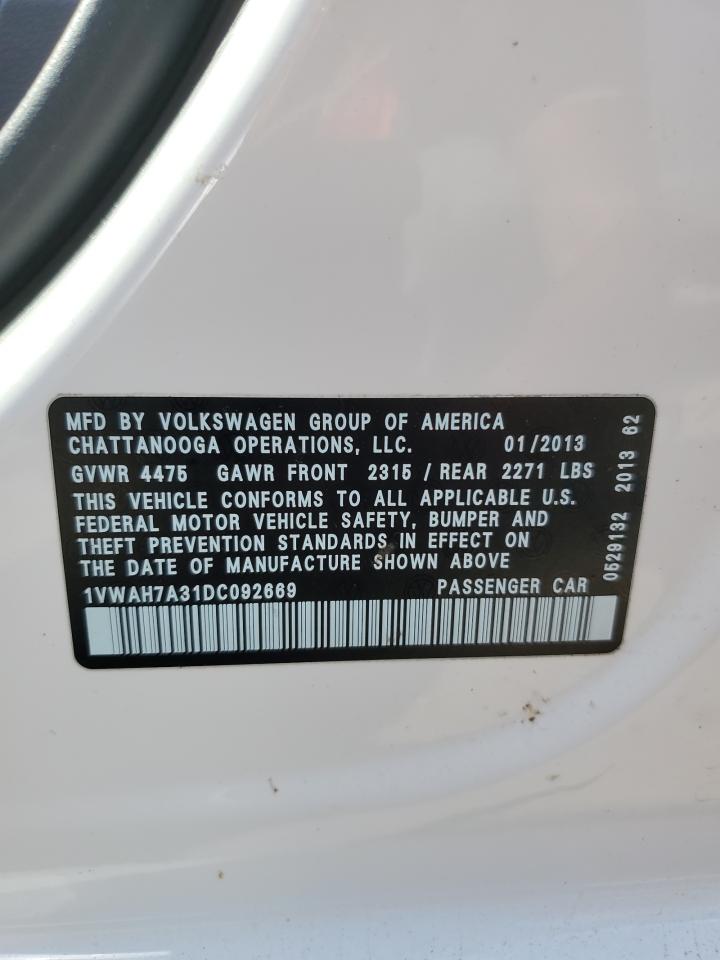 MFD BY VOLKSWAGEN GROUP OF AMERICA
CHATTANOOGA OPERATIONS, LLC. 01/2013
GVWR 4475 GAWR FRONT 2315 / REAR 2271 LBS
THIS VEHICLE CONFORMS TO ALL APPLICABLE U.S.
FEDERAL MOTOR VEHICLE SAFETY, BUMPER AND
THEFT PREVENTION STANDARDS IN EFFECT ON
THE DATE OF MANUFACTURE SHOWN ABOVE
1VWAH7A31DC092669 PASSENGER CAR
0529132 2013 62